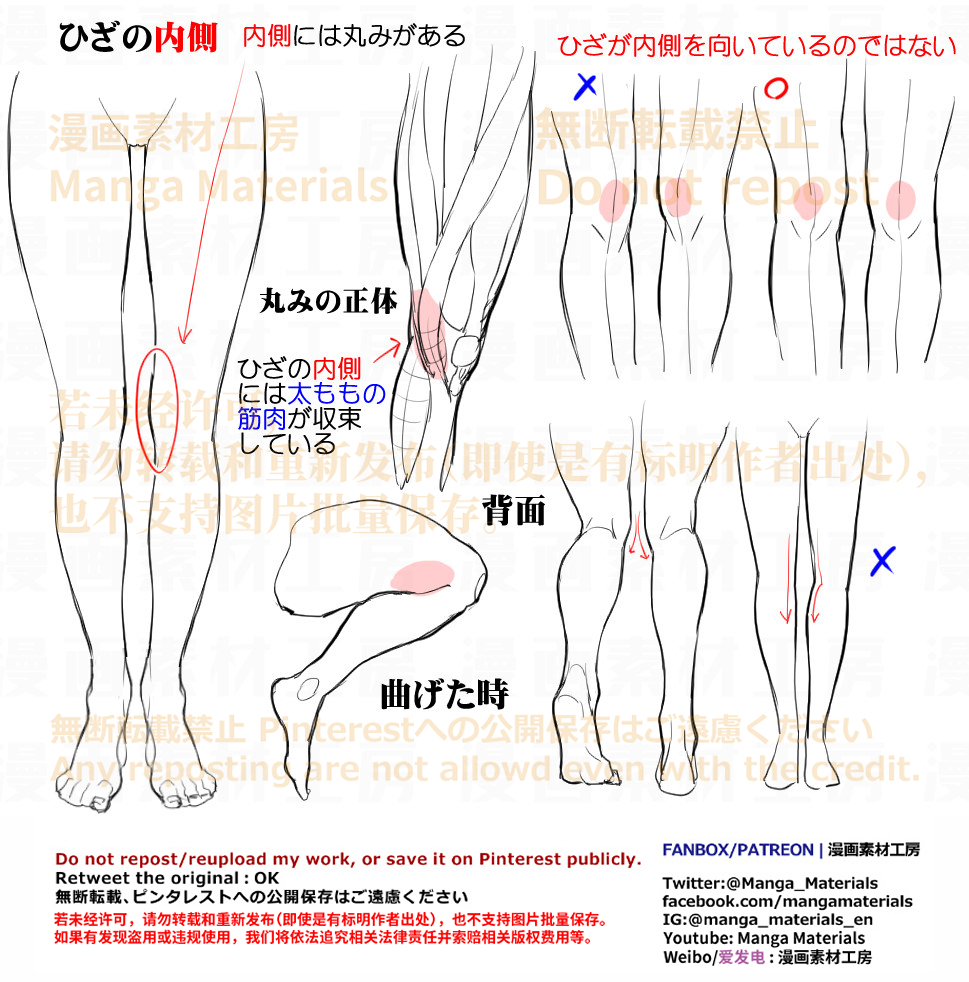 ひざの内側
内側には丸みがある
ひざが内側を向いているのではない
漫画素材工房
Manga Materials
無断転載禁止
Do not repost
丸みの正体
ひざの内側
には太ももの
筋肉が収束
している
若未经许可,
请勿转载和重新发布(即使是有标明作者出处),
也不支持图片批量保存。
背面
曲げた時
無断転載禁止 Pinterestへの公開保存はご遠慮ください
Any reposting are not allowd even with the credit.
Do not repost/reupload my work, or save it on Pinterest publicly.
Retweet the original : OK
無断転載、ピンタレストへの公開保存はご遠慮ください
若未经许可，请勿转载和重新发布(即使是有标明作者出处)，也不支持图片批量保存。
如果有发现盗用或违规使用，我们将依法追究相关法律责任并索赔相关版权费用等。
FANBOX/PATREON | 漫画素材工房
Twitter:@Manga_Materials
facebook.com/mangamaterials
IG:@manga_materials_en
Youtube: Manga Materials
Weibo/爱发电 : 漫画素材工房